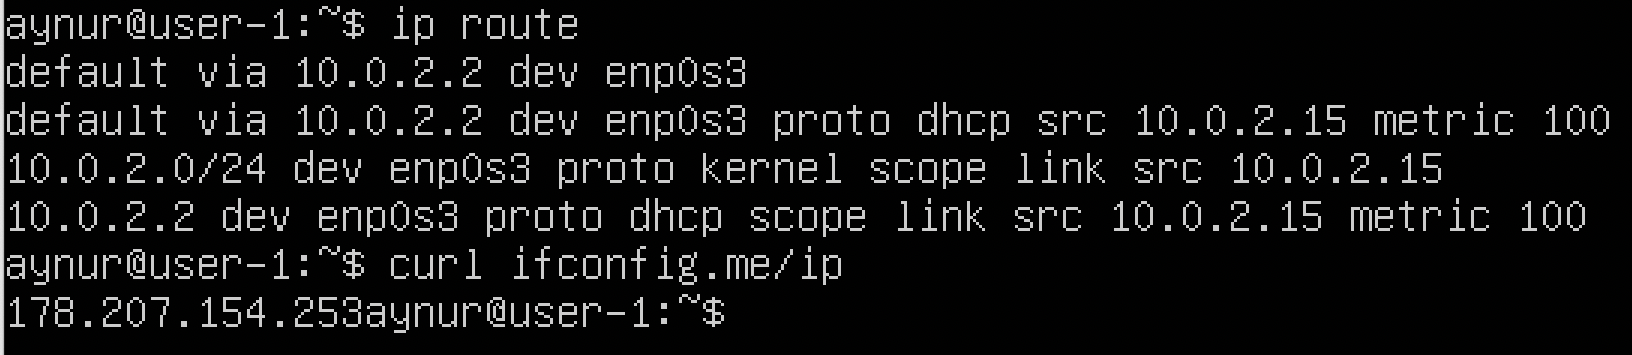 aynur@user-1:~$ ip route
default via 10.0.2.2 dev enp0s3
default via 10.0.2.2 dev enp0s3 proto dhcp src 10.0.2.15 metric 100
10.0.2.0/24 dev enp0s3 proto kernel scope link src 10.0.2.15
10.0.2.2 dev enp0s3 proto dhcp scope link src 10.0.2.15 metric 100
aynur@user-1:~$ curl ifconfig.me/ip
178.207.154.253aynur@user-1:~$